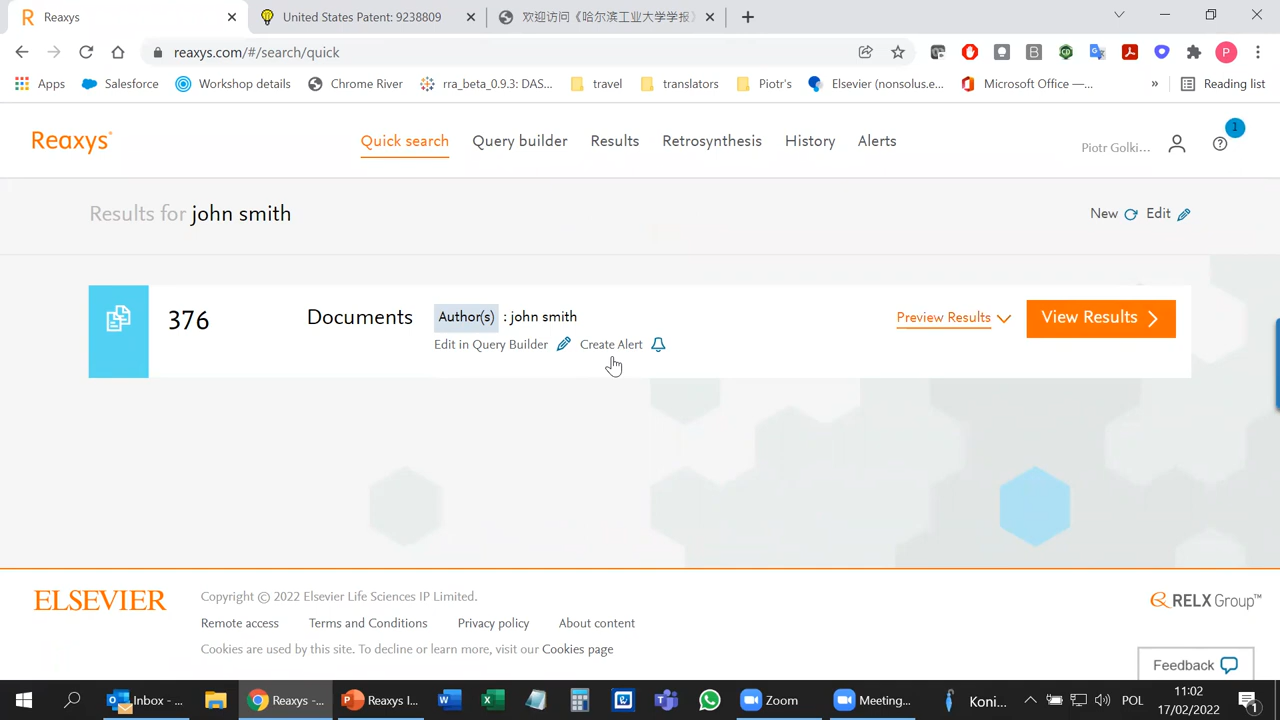 Reaxys
United States Patent: 9238809
欢迎访问《哈尔滨工业大学学报》
reaxys.com/#/search/quick
Apps
Salesforce
Workshop details
Chrome River
rra_beta_0.9.3: DAS...
travel
translators
Piotr's
Elsevier (nonsolus.e...
Microsoft Office —...
»
Reading list
Reaxys®
Quick search
Query builder
Results
Retrosynthesis
History
Alerts
Piotr Golki...
1
Results for john smith
New
Edit
376
Documents
Author(s) : john smith
Edit in Query Builder
Create Alert
Preview Results
View Results
ELSEVIER
Copyright © 2022 Elsevier Life Sciences IP Limited.
Remote access
Terms and Conditions
Privacy policy
About content
Cookies are used by this site. To decline or learn more, visit our Cookies page
RELX Group™
Feedback
Inbox - ...
Reaxys -...
Reaxys I...
Zoom
Meeting...
Koni...
POL
11:02
17/02/2022
1